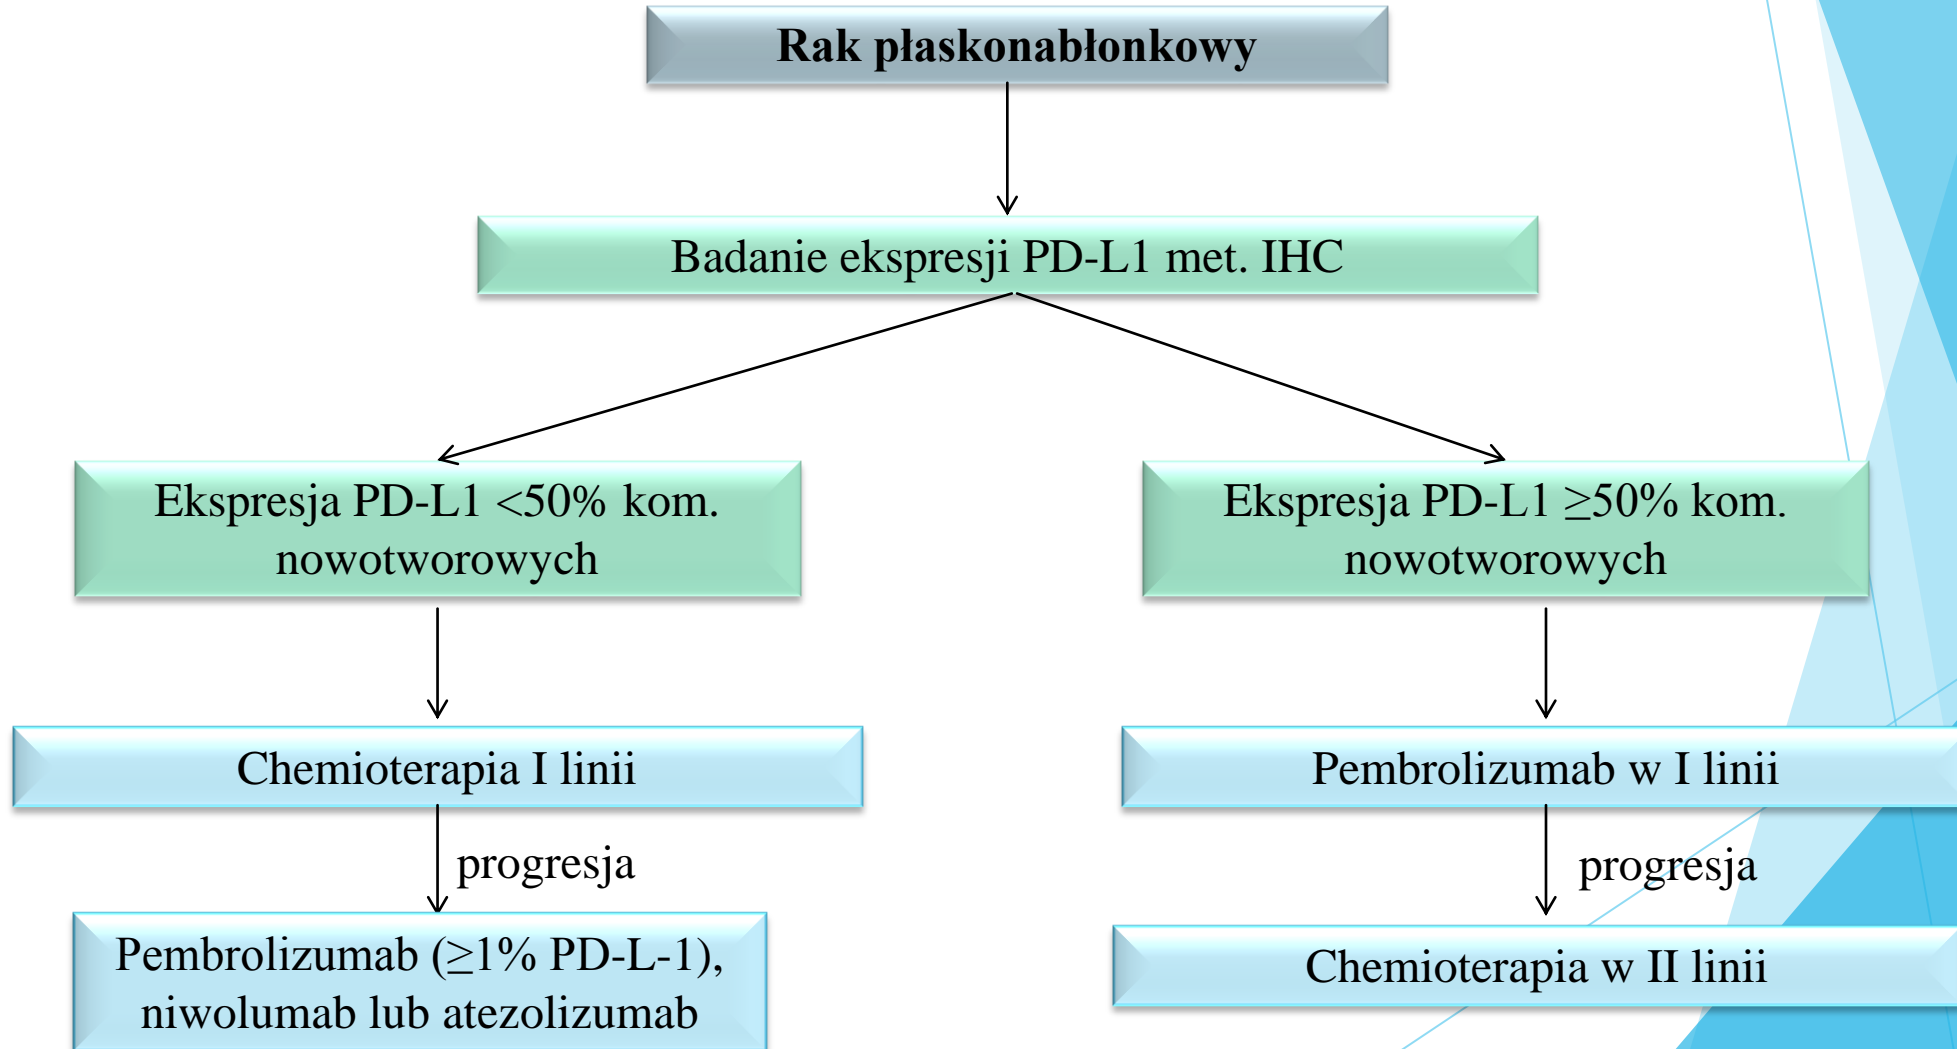 Rak płaskonabłonkowy
Badanie ekspresji PD-L1 met. IHC
Ekspresja PD-L1 <50% kom.
nowotworowych
Ekspresja PD-L1 ≥50% kom.
nowotworowych
Chemioterapia I linii
Pembrolizumab w I linii
progresja
progresja
Pembrolizumab (≥1% PD-L-1),
niwolumab lub atezolizumab
Chemioterapia w II linii